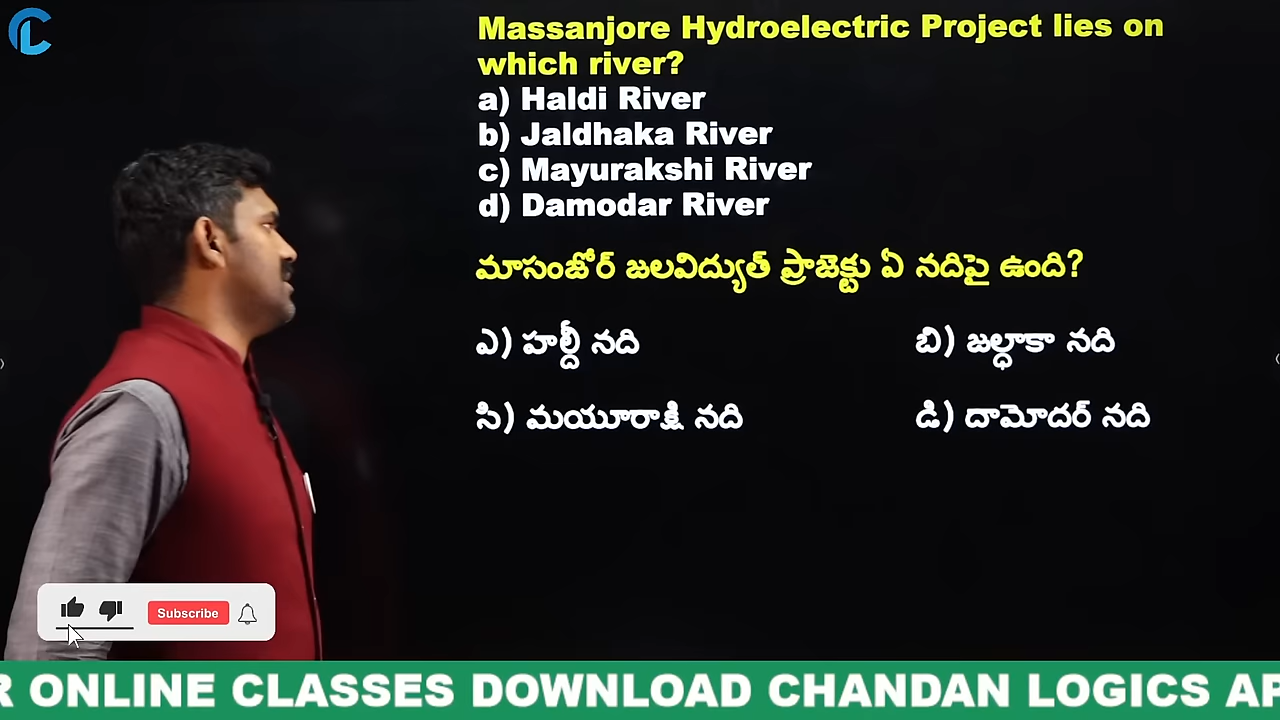 Massanjore Hydroelectric Project lies on
which river?
a) Haldi River
b) Jaldhaka River
c) Mayurakshi River
d) Damodar River
మాసంజోర్ జలవిద్యుత్ ప్రాజెక్టు ఏ నదిపై ఉంది?
ఎ) హల్దీ నది బి) జల్ధాకా నది
సి) మయూరాక్షి నది డి) దామోదర్ నది
Subscribe
R ONLINE CLASSES DOWNLOAD CHANDAN LOGICS AP